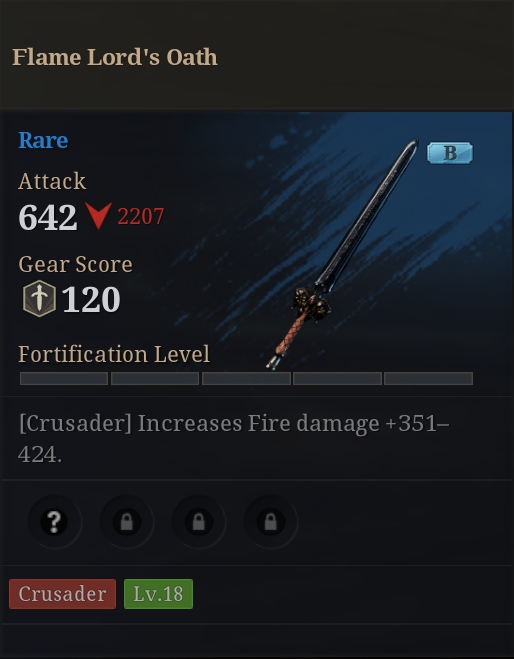 Flame Lord's Oath
Rare
B
Attack
642 2207
Gear Score
120
Fortification Level
[Crusader] Increases Fire damage +351–
424.
?
Crusader Lv.18